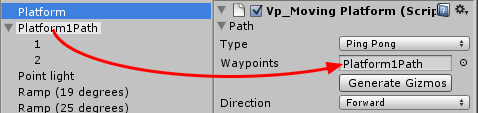 Platform
Platform1Path
1
2
Point light
Ramp (19 degrees)
Ramp (25 degrees)
Vp_Moving Platform (Scrip
Path
Type
Ping Pong
Waypoints
Platform1Path
Generate Gizmos
Direction
Forward